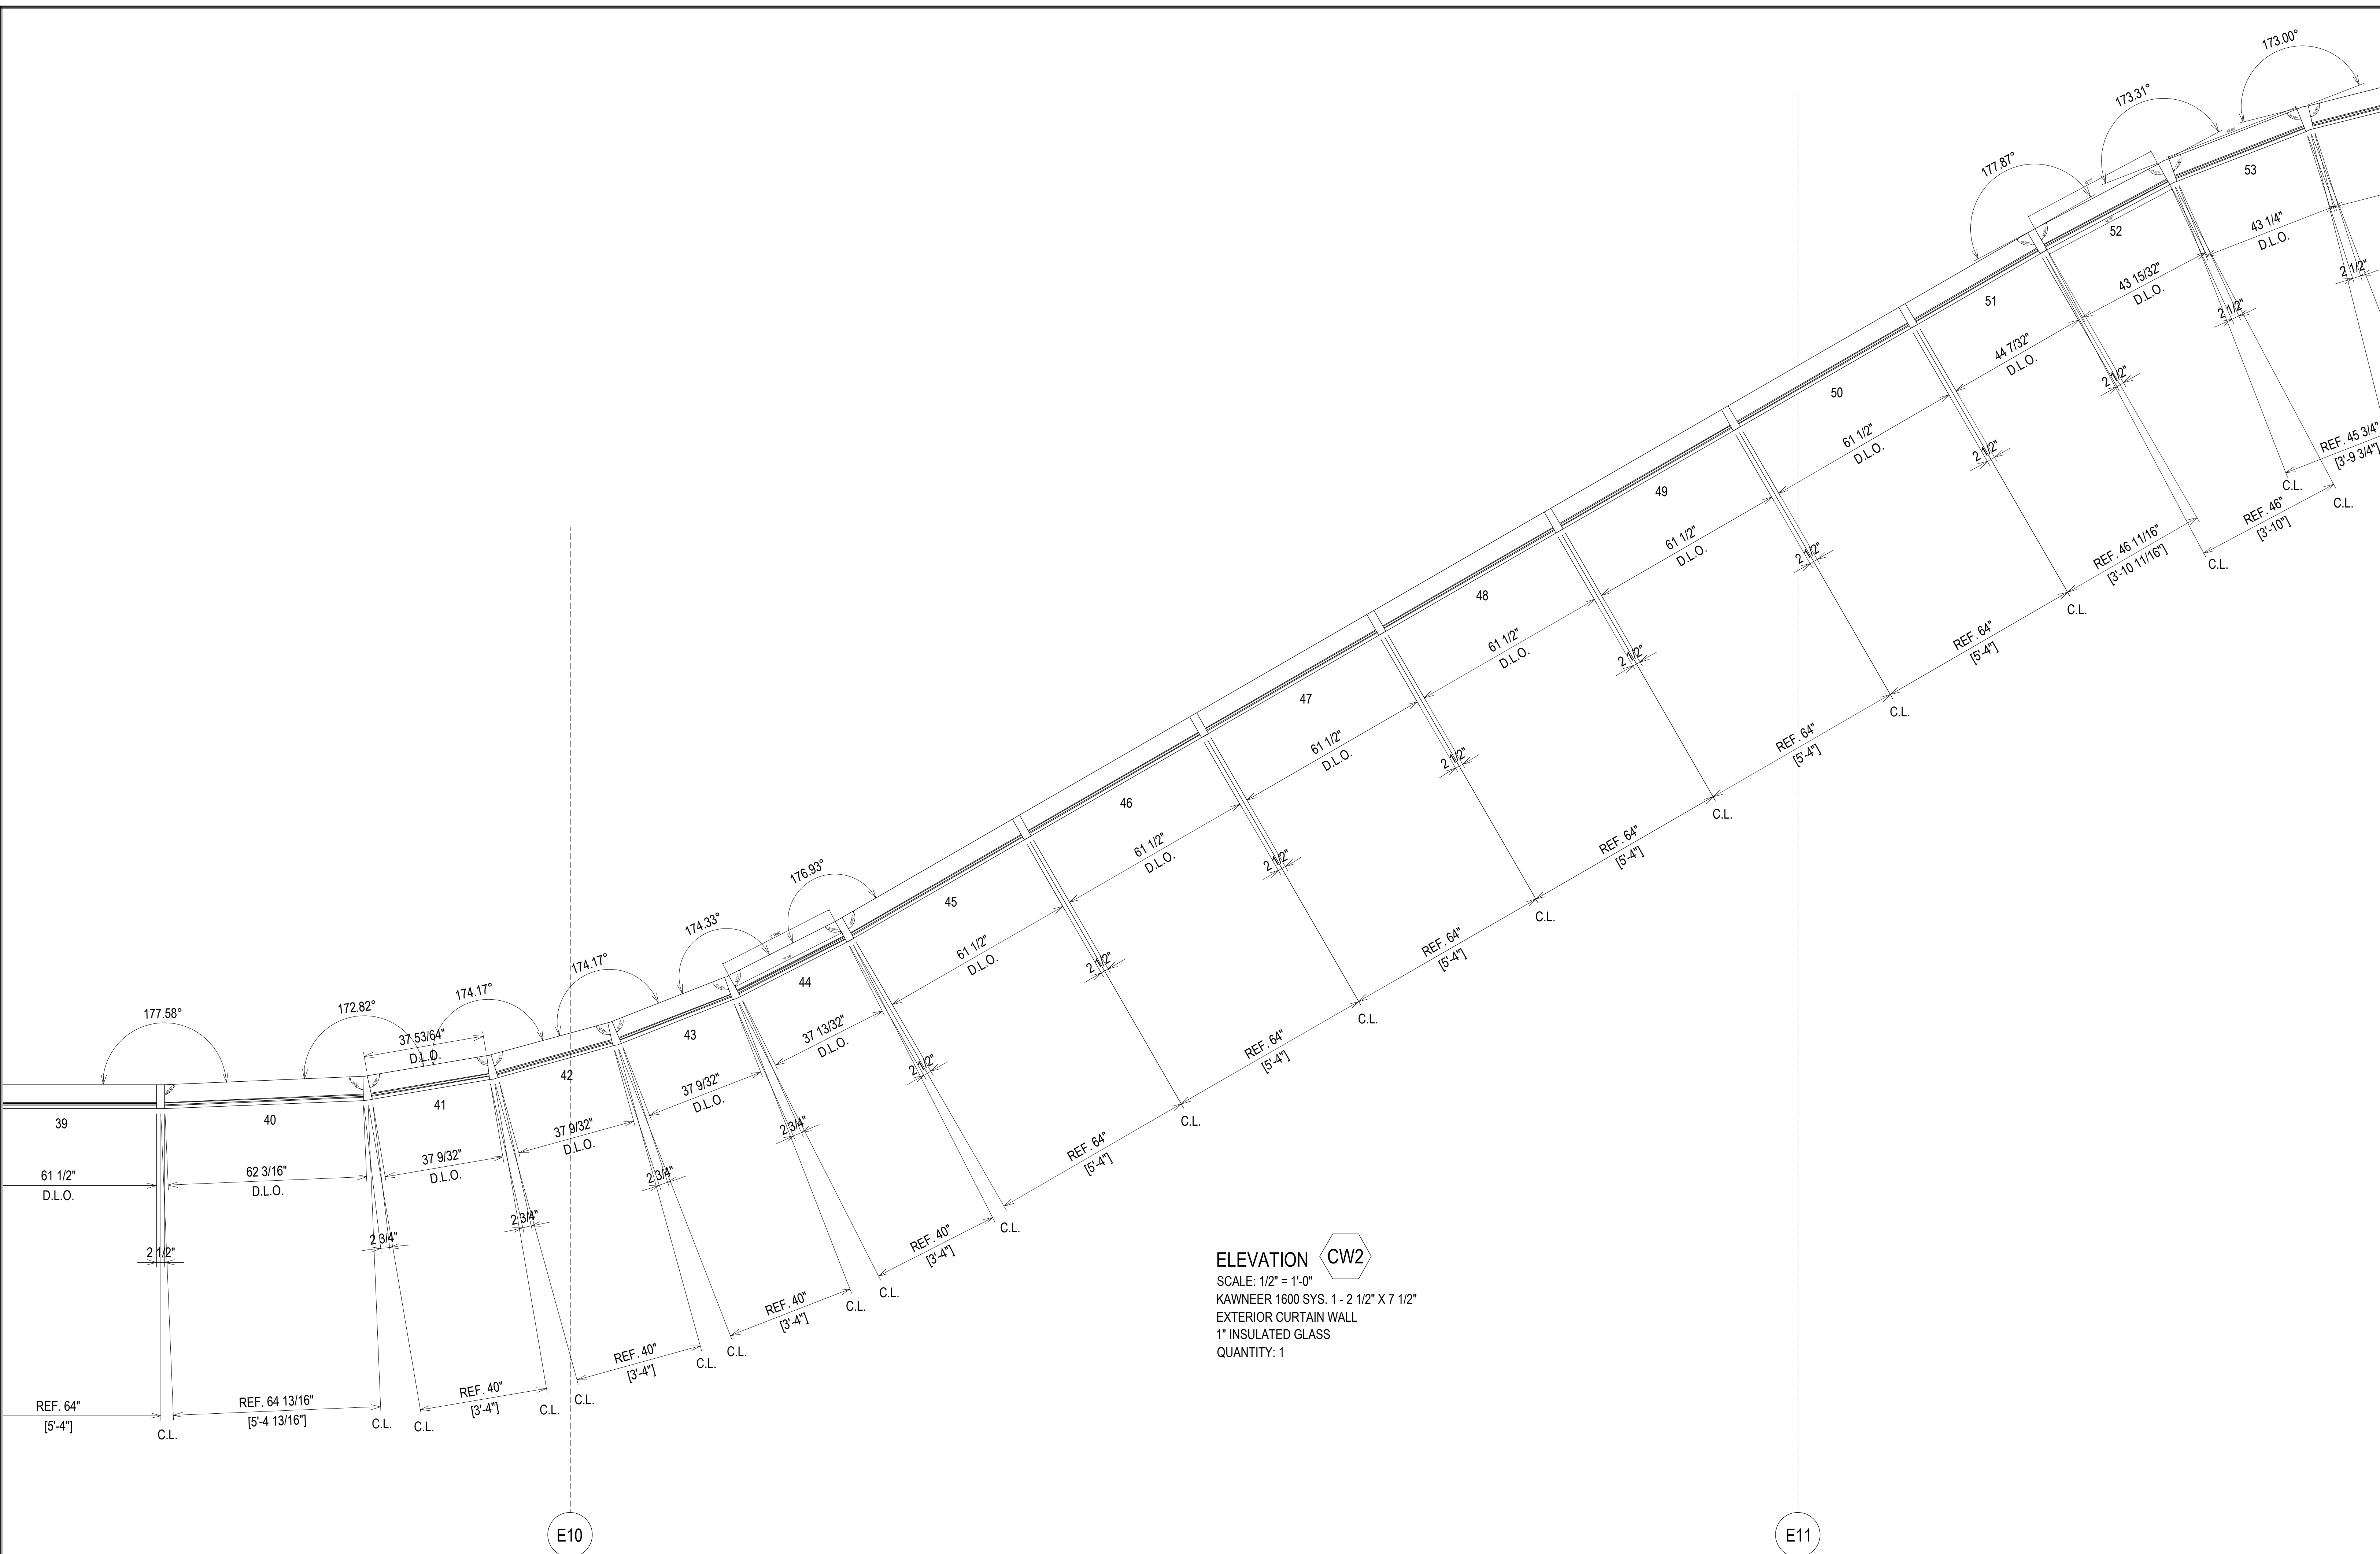 173.00°
173.31°
177.87°
53
52
43 1/4"
D.L.O.
2 1/2"
43 15/32"
D.L.O.
2 1/2"
51
44 7/32"
D.L.O.
2 1/2"
50
61 1/2"
D.L.O.
2 1/2"
REF. 45 3/4"
[3'-9 3/4"]
C.L.
C.L.
REF. 46"
[3'-10"]
C.L.
REF. 46 11/16"
[3'-10 11/16"]
C.L.
49
61 1/2"
D.L.O.
2 1/2"
REF. 64"
[5'-4"]
C.L.
48
61 1/2"
D.L.O.
2 1/2"
REF. 64"
[5'-4"]
C.L.
47
61 1/2"
D.L.O.
2 1/2"
REF. 64"
[5'-4"]
C.L.
46
61 1/2"
D.L.O.
2 1/2"
REF. 64"
[5'-4"]
C.L.
45
61 1/2"
D.L.O.
2 1/2"
REF. 64"
[5'-4"]
C.L.
176.93°
174.33°
174.17°
174.17°
172.82°
177.58°
37 53/64"
D.L.O.
44
43
42
41
40
39
37 13/32"
D.L.O.
2 1/2"
REF. 64"
[5'-4"]
C.L.
37 9/32"
D.L.O.
2 3/4"
REF. 40"
[3'-4"]
C.L.
37 9/32"
D.L.O.
2 3/4"
REF. 40"
[3'-4"]
C.L.
C.L.
37 9/32"
D.L.O.
2 3/4"
REF. 40"
[3'-4"]
C.L.
C.L.
62 3/16"
D.L.O.
2 3/4"
REF. 40"
[3'-4"]
C.L.
C.L.
61 1/2"
D.L.O.
2 1/2"
REF. 64 13/16"
[5'-4 13/16"]
C.L.
C.L.
REF. 64"
[5'-4"]
C.L.
ELEVATION CW2
SCALE: 1/2" = 1'-0"
KAWNEER 1600 SYS. 1 - 2 1/2" X 7 1/2"
EXTERIOR CURTAIN WALL
1" INSULATED GLASS
QUANTITY: 1
E10
E11